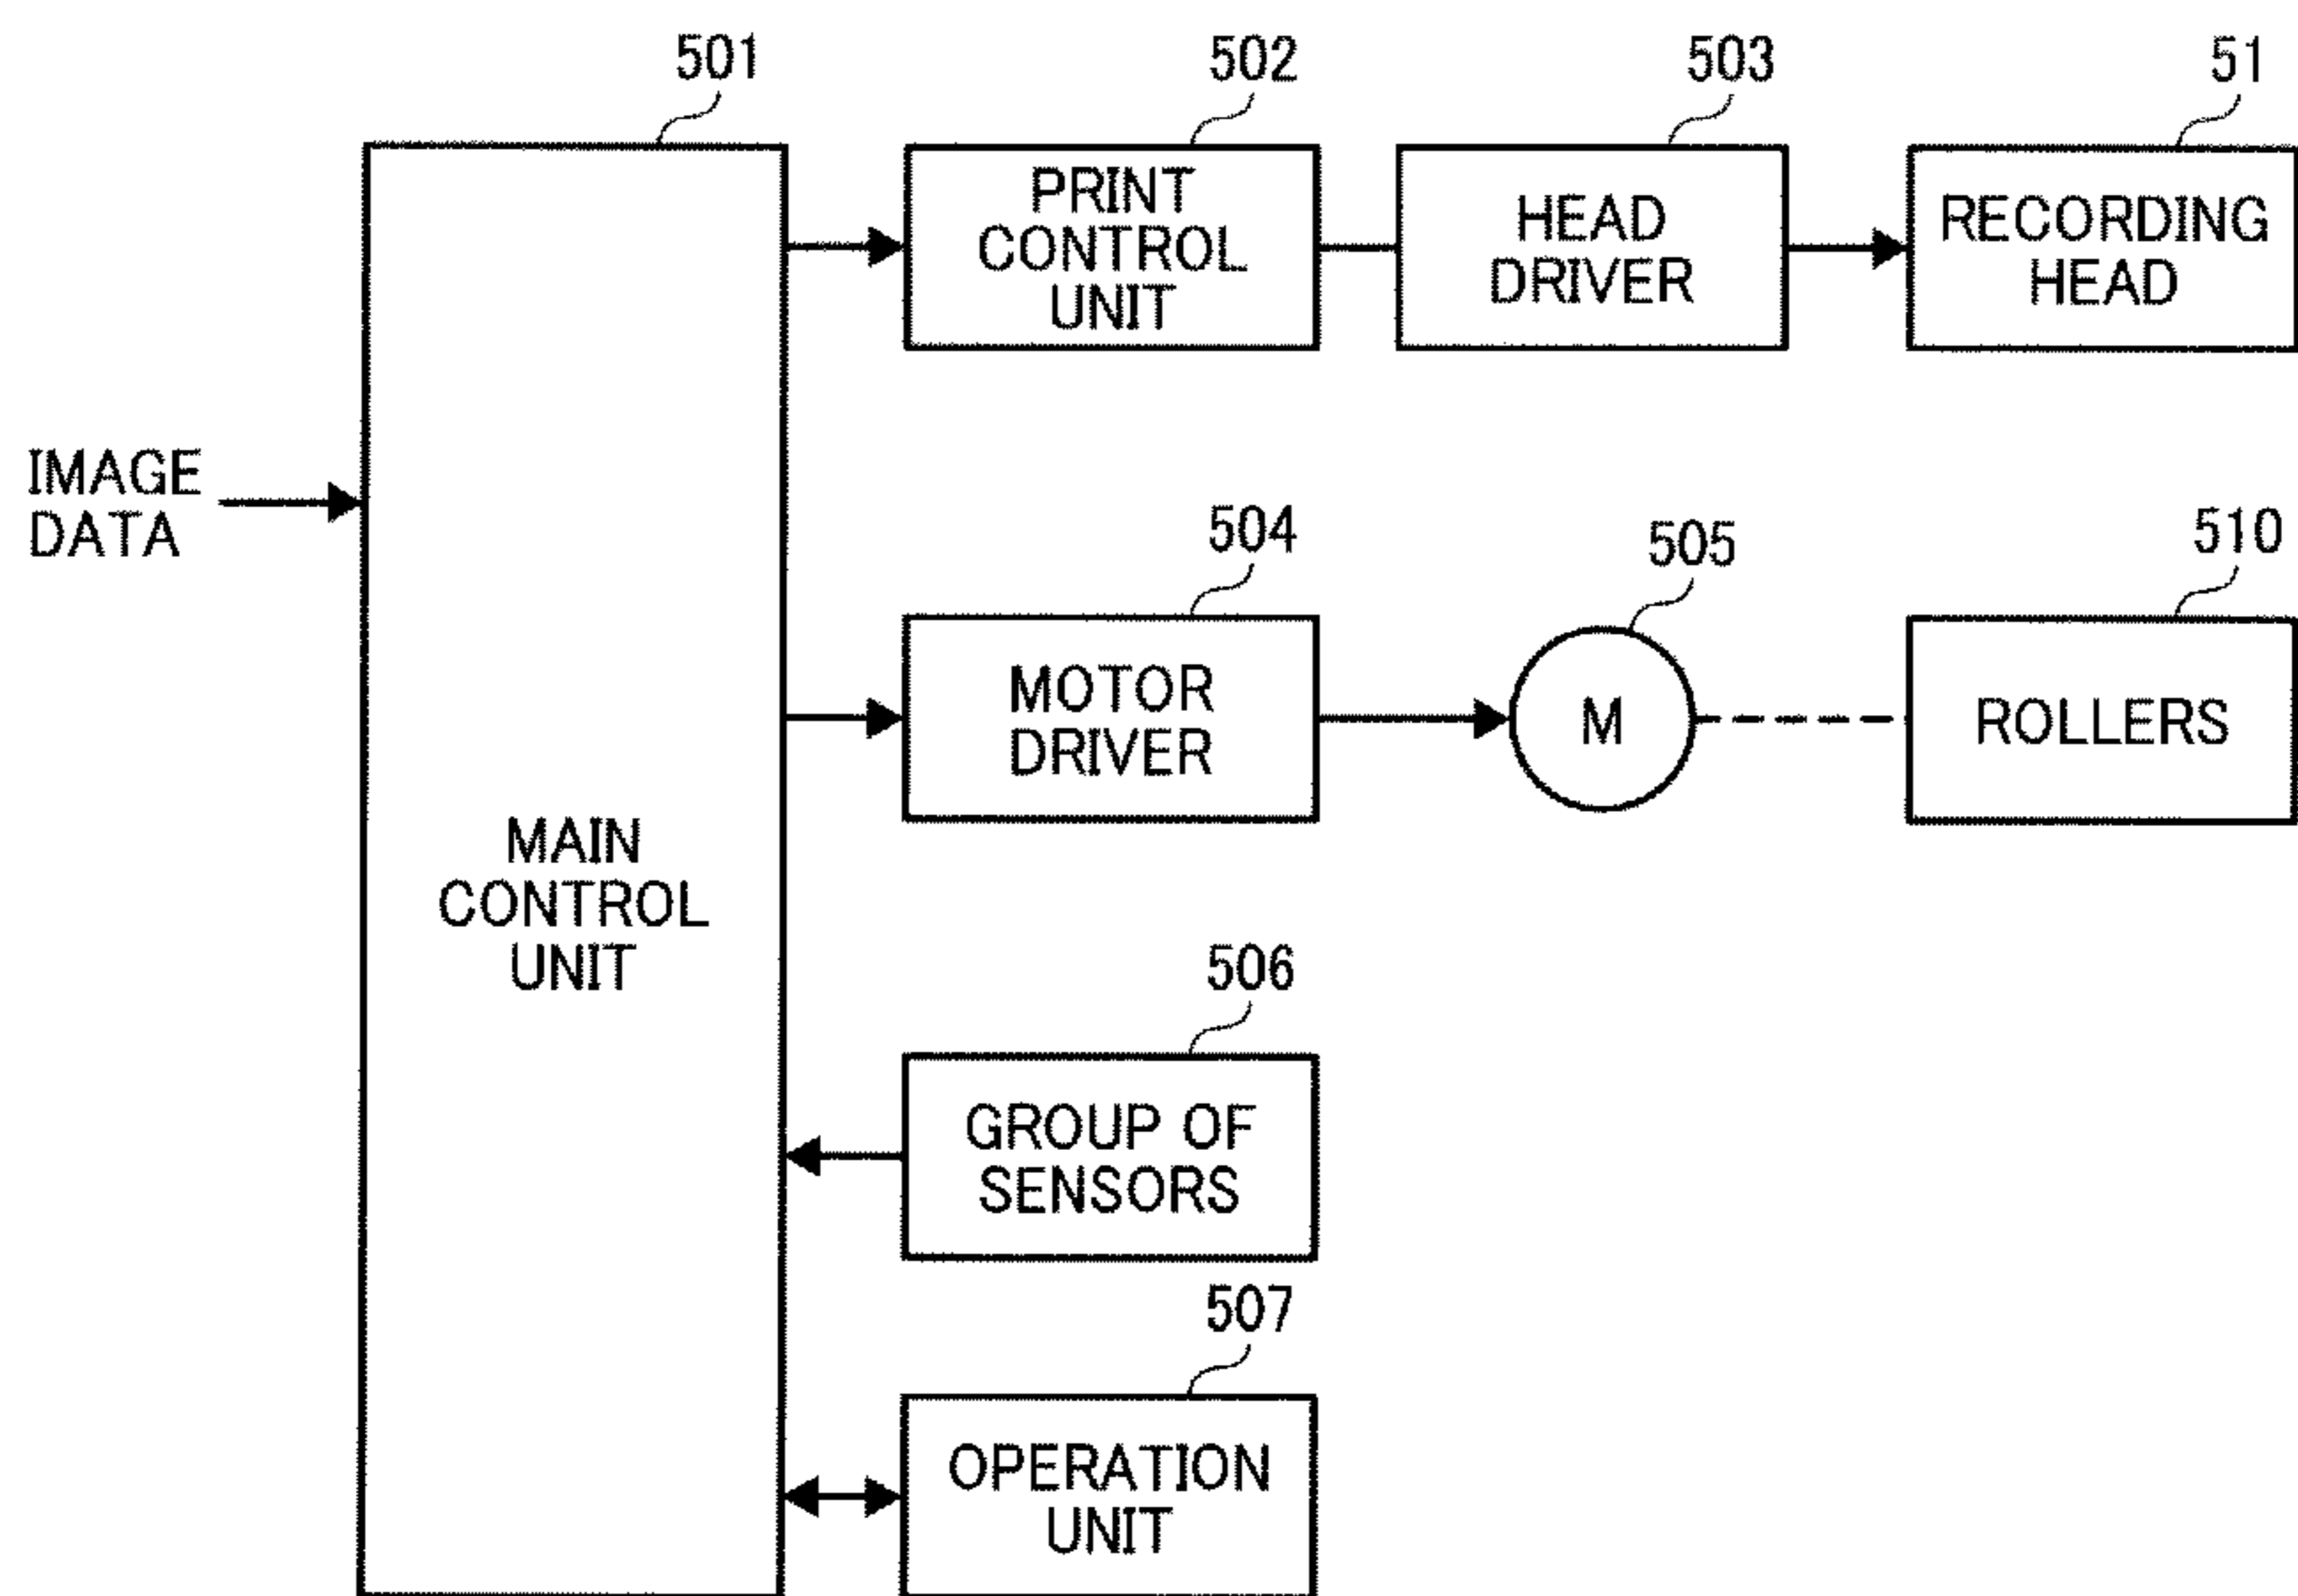 501
502
503
51
PRINT
CONTROL
UNIT
HEAD
DRIVER
RECORDING
HEAD
IMAGE
DATA
504
505
510
MOTOR
DRIVER
M
ROLLERS
MAIN
CONTROL
UNIT
506
GROUP OF
SENSORS
507
OPERATION
UNIT